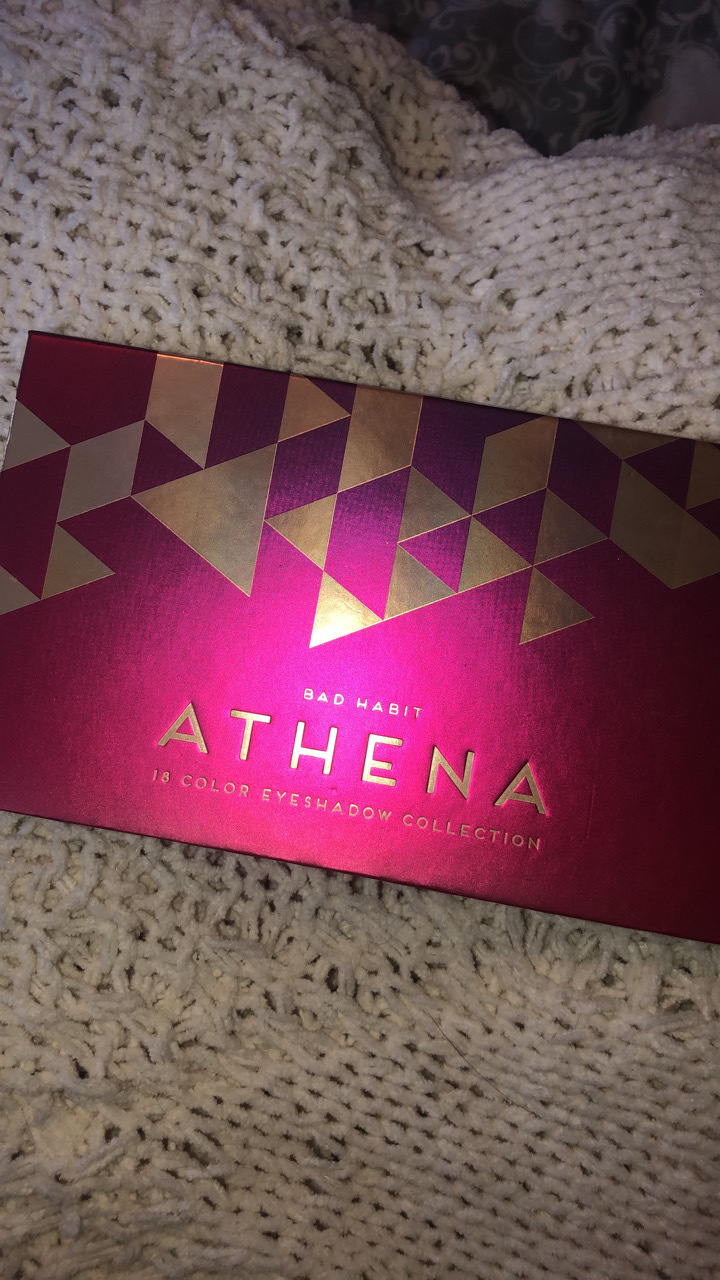 BAD HABIT
ATHENA
18 COLOR EYESHADOW COLLECTION